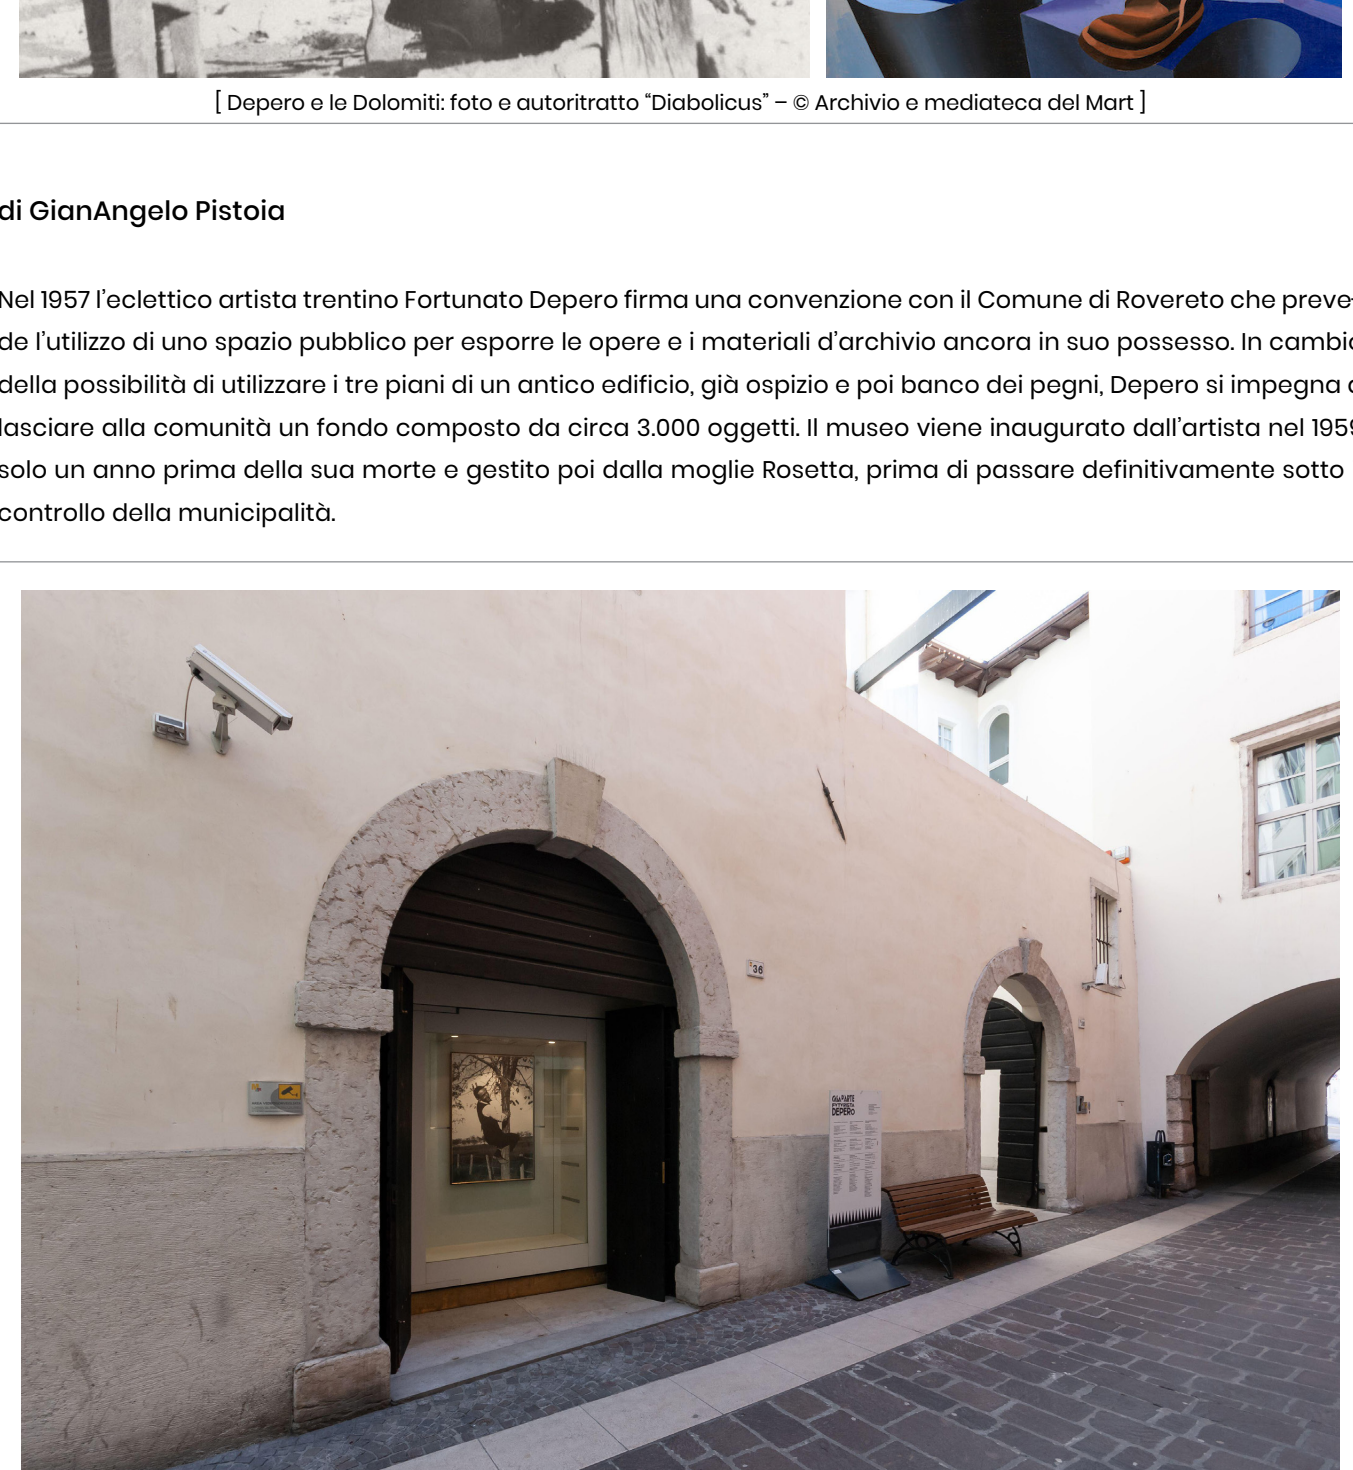 [ Depero e le Dolomiti: foto e autoritratto “Diabolicus” – © Archivio e mediateca del Mart ]
di GianAngelo Pistoia
Nel 1957 l’eclettico artista trentino Fortunato Depero firma una convenzione con il Comune di Rovereto che preve-
de l’utilizzo di uno spazio pubblico per esporre le opere e i materiali d’archivio ancora in suo possesso. In cambio
della possibilità di utilizzare i tre piani di un antico edificio, già ospizio e poi banco dei pegni, Depero si impegna a
lasciare alla comunità un fondo composto da circa 3.000 oggetti. Il museo viene inaugurato dall’artista nel 1959
solo un anno prima della sua morte e gestito poi dalla moglie Rosetta, prima di passare definitivamente sotto
controllo della municipalità.
36
CASA D'ARTE
FUTURISTA
DEPERO